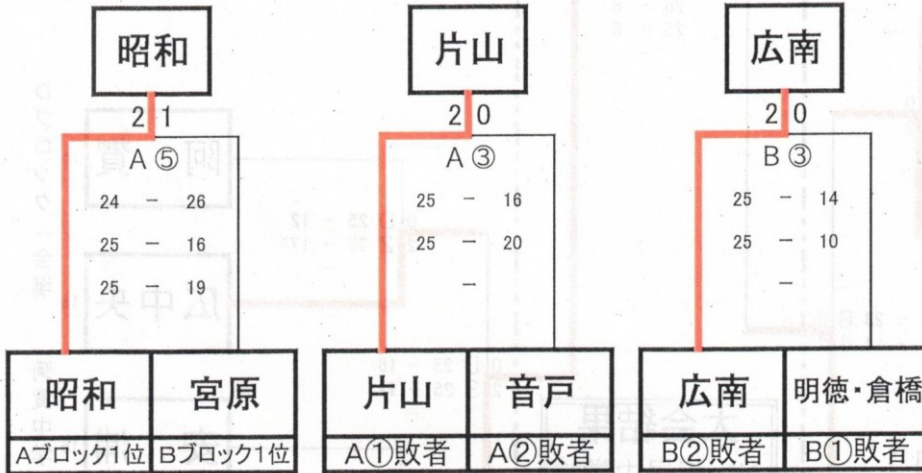 昭和
2 1
A ⑤
24 － 26
25 － 16
25 － 19
昭和 宮原
Aブロック1位 Bブロック1位
片山
2 0
A ③
25 － 16
25 － 20
－
片山 音戸
A①敗者 A②敗者
広南
2 0
B ③
25 － 14
25 － 10
－
広南 明徳・倉橋
B②敗者 B①敗者